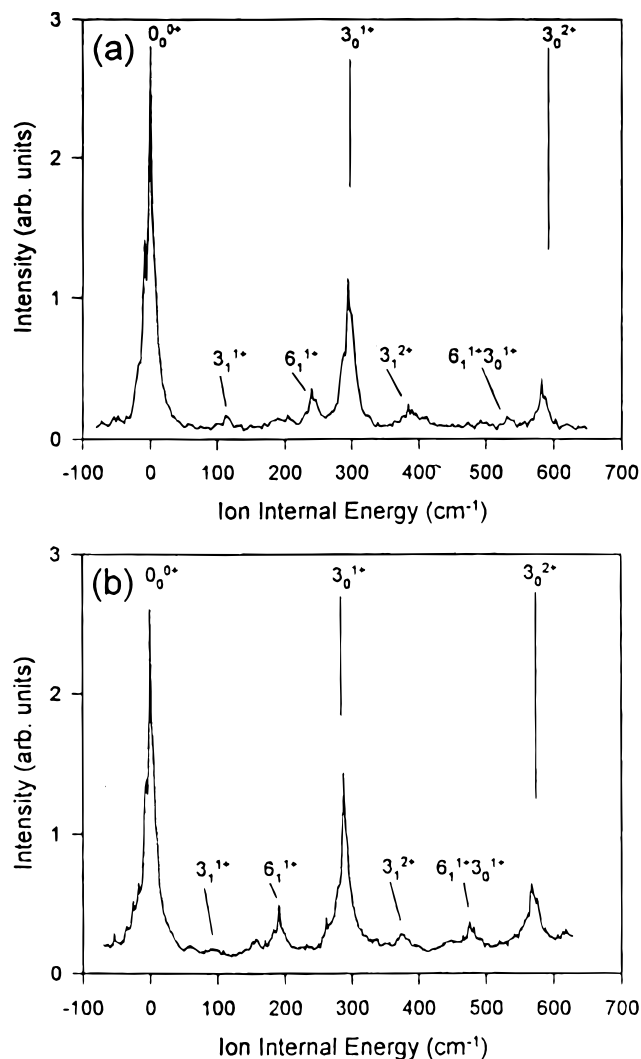 (a)
0₀⁰⁺ 3₀¹⁺ 3₀²⁺
3
2
1
0
Intensity (arb. units)
3₁¹⁺ 6₁¹⁺ 3₁²⁺ 6₁¹⁺3₀¹⁺
-100 0 100 200 300 400 500 600 700
Ion Internal Energy (cm⁻¹)
(b)
0₀⁰⁺ 3₀¹⁺ 3₀²⁺
3
2
1
0
Intensity (arb. units)
3₁¹⁺ 6₁¹⁺ 3₁²⁺ 6₁¹⁺3₀¹⁺
-100 0 100 200 300 400 500 600 700
Ion Internal Energy (cm⁻¹)